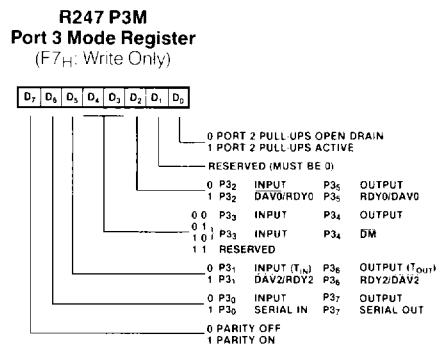 R247 P3M
Port 3 Mode Register
(F7H: Write Only)
D7 D6 D5 D4 D3 D2 D1 D0
0 PORT 2 PULL-UPS OPEN DRAIN
1 PORT 2 PULL-UPS ACTIVE
RESERVED (MUST BE 0)
0 P32 INPUT P35 OUTPUT
1 P32 DAV0/RDY0 P35 RDY0/DAV0
0 0 P33 INPUT P34 OUTPUT
0 1
1 0 } P33 INPUT P34 DM
1 1 RESERVED
0 P31 INPUT (TIN) P36 OUTPUT (TOUT)
1 P31 DAV2/RDY2 P36 RDY2/DAV2
0 P30 INPUT P37 OUTPUT
1 P30 SERIAL IN P37 SERIAL OUT
0 PARITY OFF
1 PARITY ON